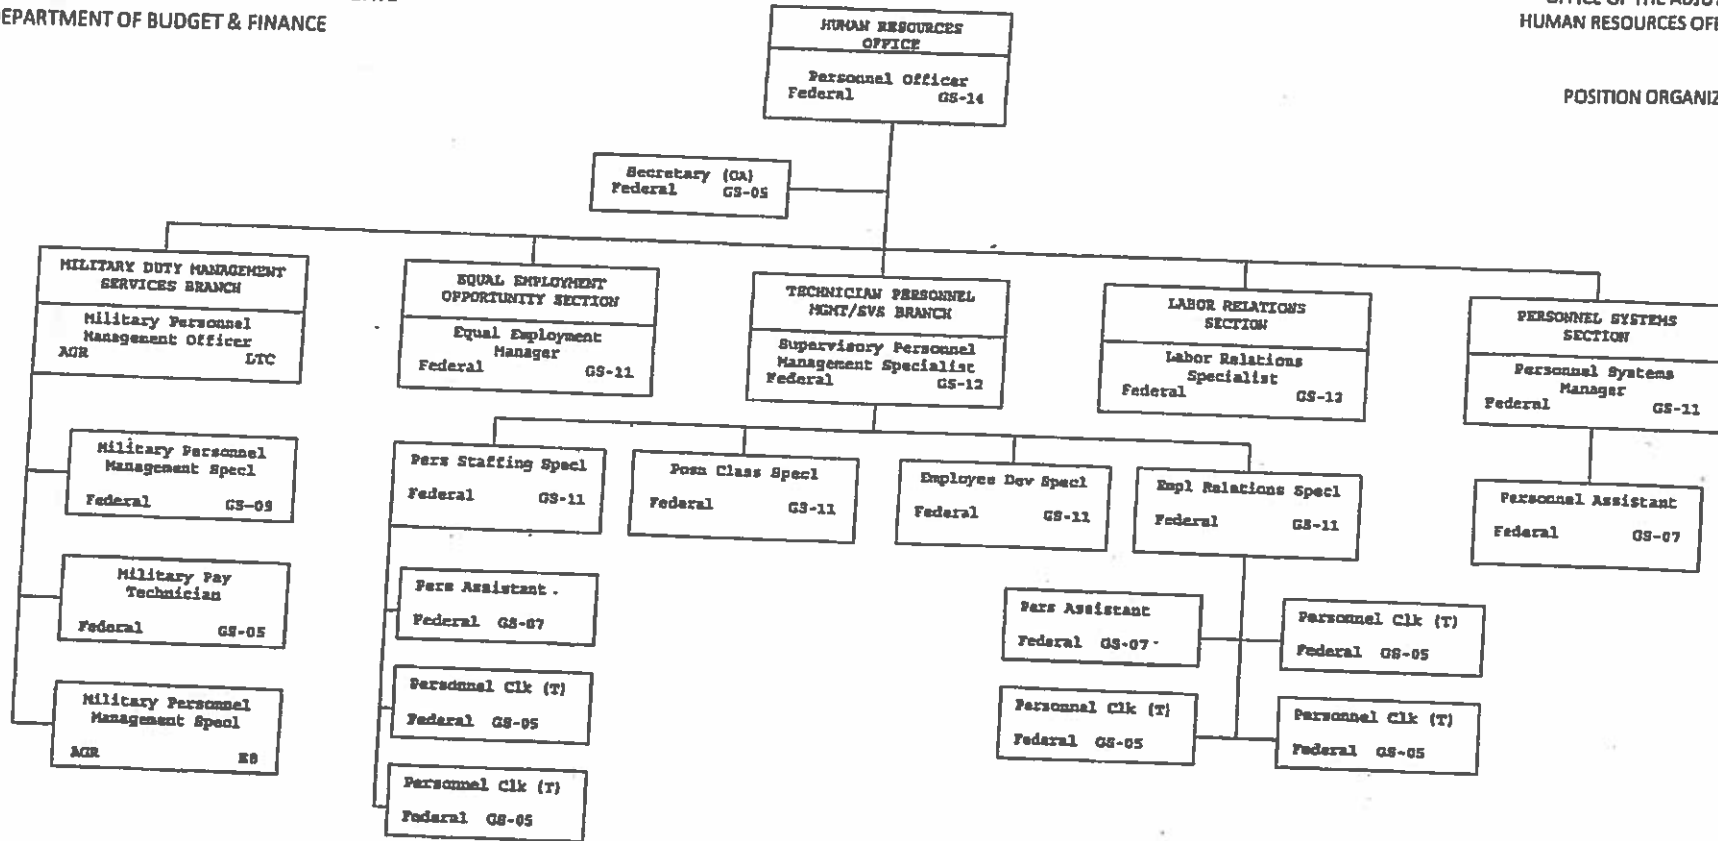 DEPARTMENT OF BUDGET & FINANCE
HUMAN RESOURCES
POSITION
HUMAN RESOURCES
OFFICE
Personnel Officer
Federal GS-14
Secretary (OA)
Federal GS-05
MILITARY DUTY MANAGEMENT
SERVICES BRANCH
Military Personnel
Management Officer
AGR LTC
EQUAL EMPLOYMENT
OPPORTUNITY SECTION
Equal Employment
Manager
Federal GS-11
TECHNICIAN PERSONNEL
MGMT/SVS BRANCH
Supervisory Personnel
Management Specialist
Federal GS-12
LABOR RELATIONS
SECTION
Labor Relations
Specialist
Federal
PERSONNEL SYSTEMS
SECTION
Personnel Systems
Manager
Federal GS-11
Military Personnel
Management Specl
Federal GS-09
Military Pay
Technician
Federal GS-05
Military Personnel
Management Specl
AGR
Pers Staffing Specl
Federal GS-11
Pers Assistant
Federal GS-07
Personnel Clk (T)
Federal GS-05
Personnel Clk (T)
Federal GS-05
Posn Class Specl
Federal GS-11
Employee Dev Specl
Federal GS-11
Empl Relations Specl
Federal GS-11
Pers Assistant
Federal GS-07
Personnel Clk (T)
Federal GS-05
Personnel Clk (T)
Federal GS-05
Personnel Clk (T)
Federal GS-05
Personnel Assistant
Federal GS-07